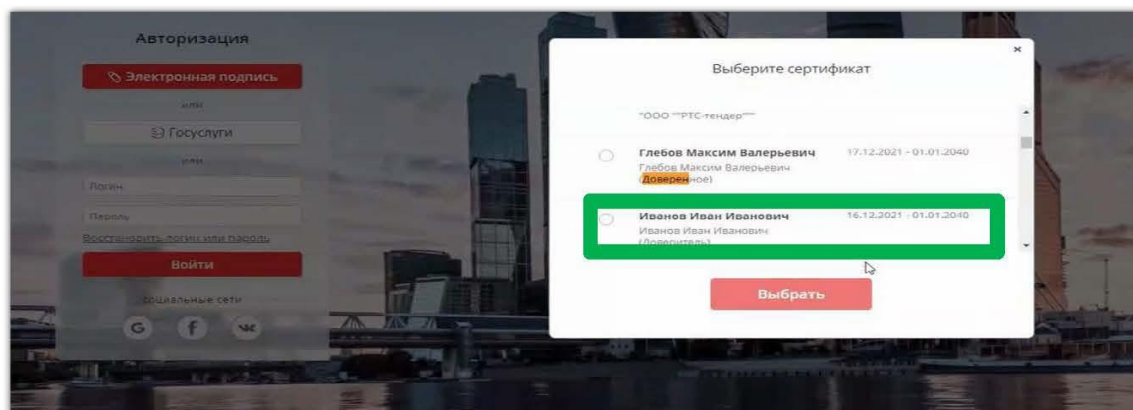 Авторизация
Электронная подпись
или
Госуслуги
или
Логин
Пароль
Восстановить логин или пароль
Войти
социальные сети
G f
Выберите сертификат
×
"ООО ""РТС-тендер"""
Глебов Максим Валерьевич 17.12.2021 - 01.01.2040
Глебов Максим Валерьевич
(Доверенное)
Иванов Иван Иванович 16.12.2021 - 01.01.2040
Иванов Иван Иванович
(Доверитель)
Выбрать